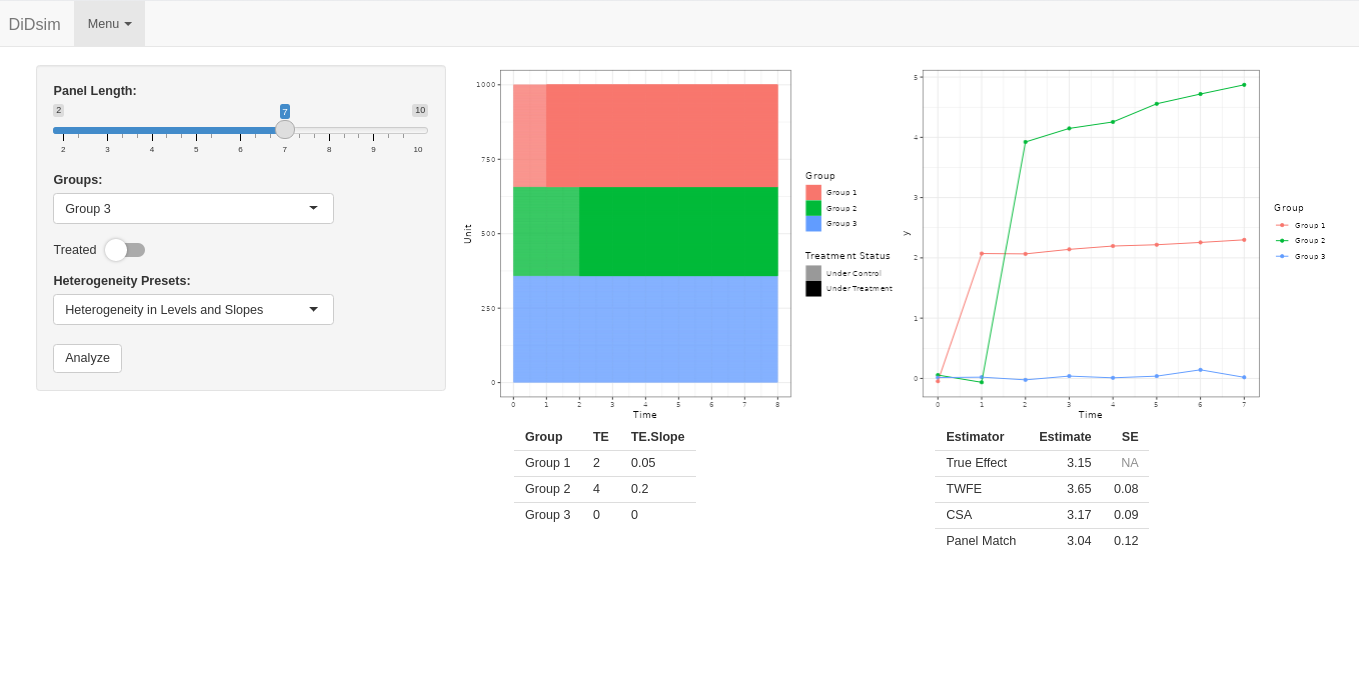 DiDsim Menu
Panel Length:
2 7 10
2 3 4 5 6 7 8 9 10
Groups:
Group 3
Treated
Heterogeneity Presets:
Heterogeneity in Levels and Slopes
Analyze
1000
750
500
250
0
Unit
0 1 2 3 4 5 6 7 8
Time
Group
Group 1
Group 2
Group 3
Treatment Status
Under Control
Under Treatment
Group TE TE.Slope
Group 1 2 0.05
Group 2 4 0.2
Group 3 0 0
5
4
3
2
1
0
y
0 1 2 3 4 5 6 7
Time
Group
Group 1
Group 2
Group 3
Estimator Estimate SE
True Effect 3.15 NA
TWFE 3.65 0.08
CSA 3.17 0.09
Panel Match 3.04 0.12